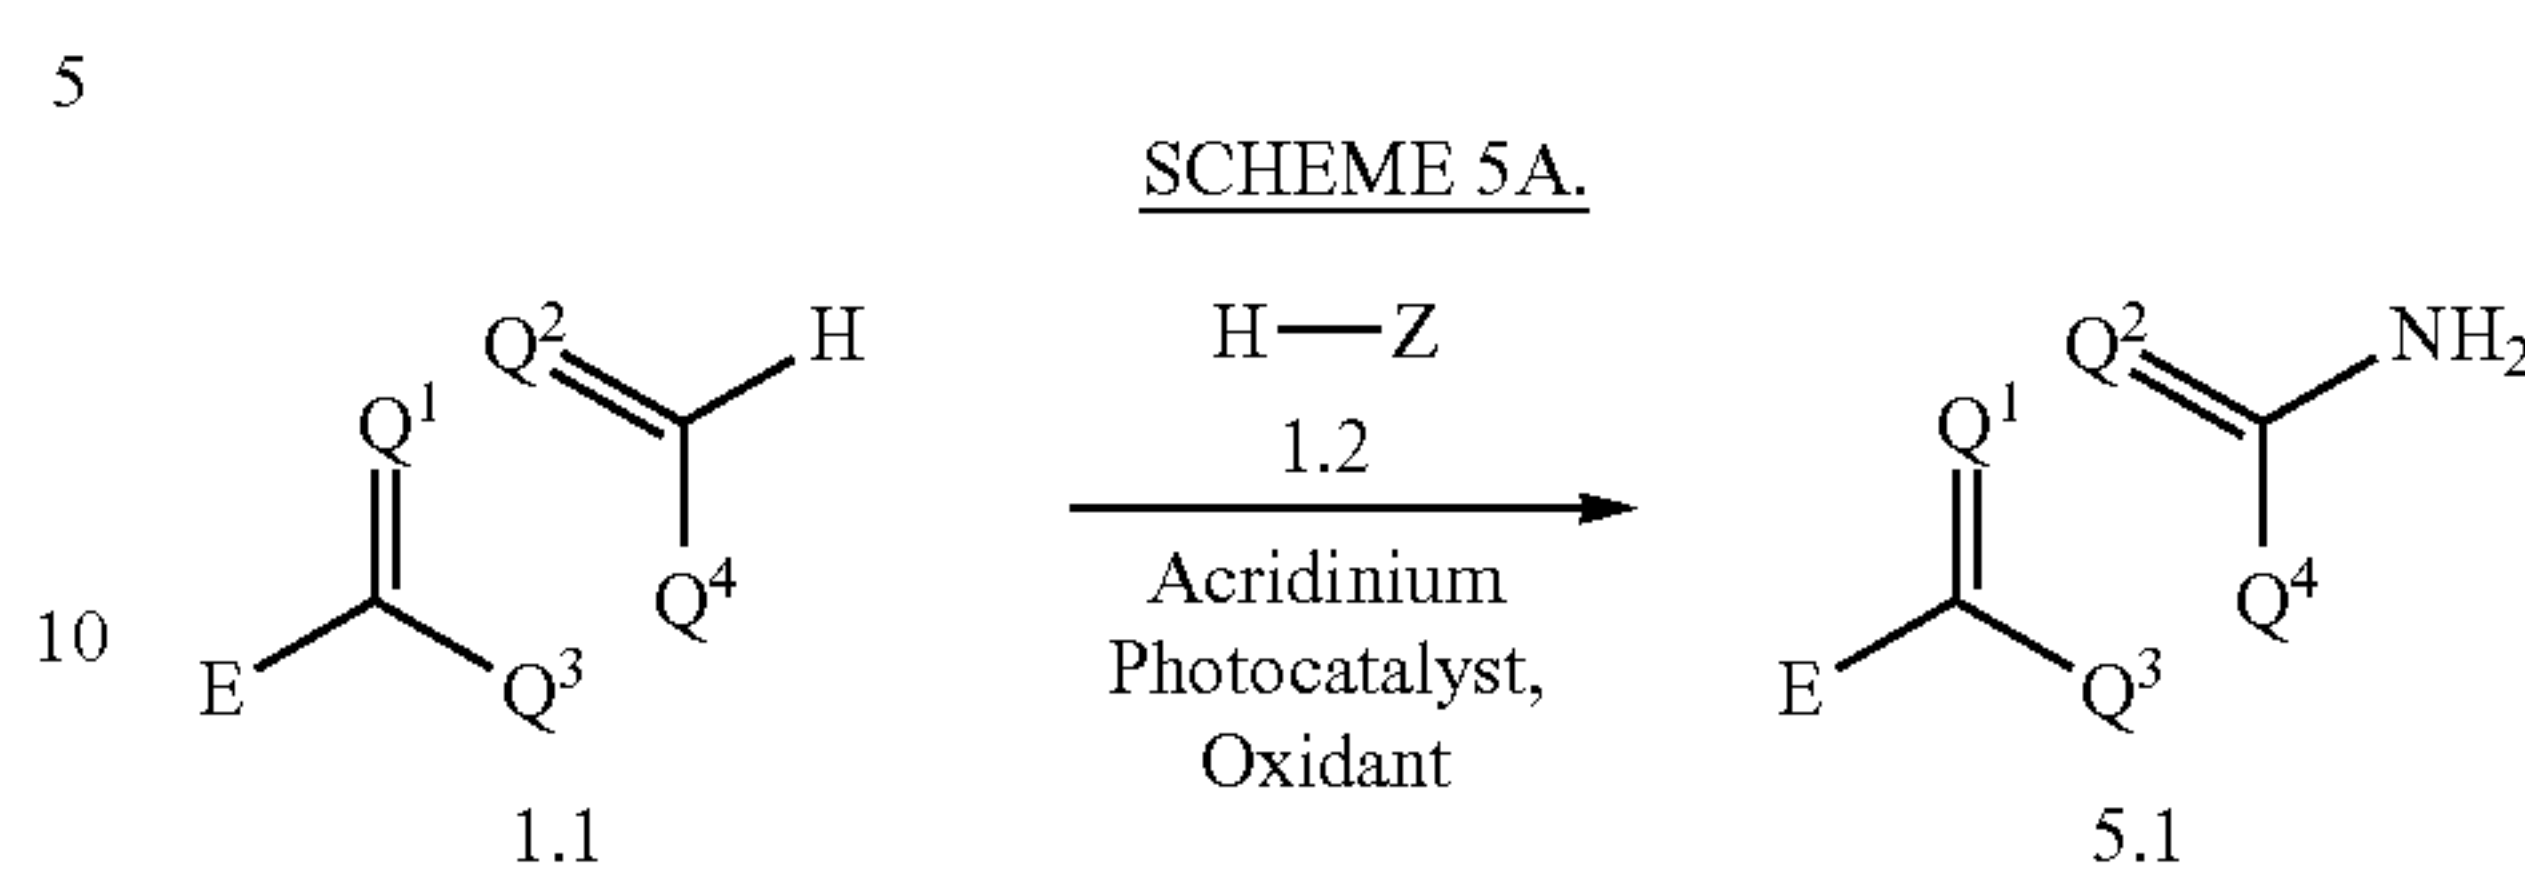 5
SCHEME 5A.
Q² H H—Z Q² NH₂
Q¹ 1.2 Q¹
Q⁴ Acridinium Q⁴
10 E Q³ Photocatalyst, E Q³
Oxidant
1.1 5.1